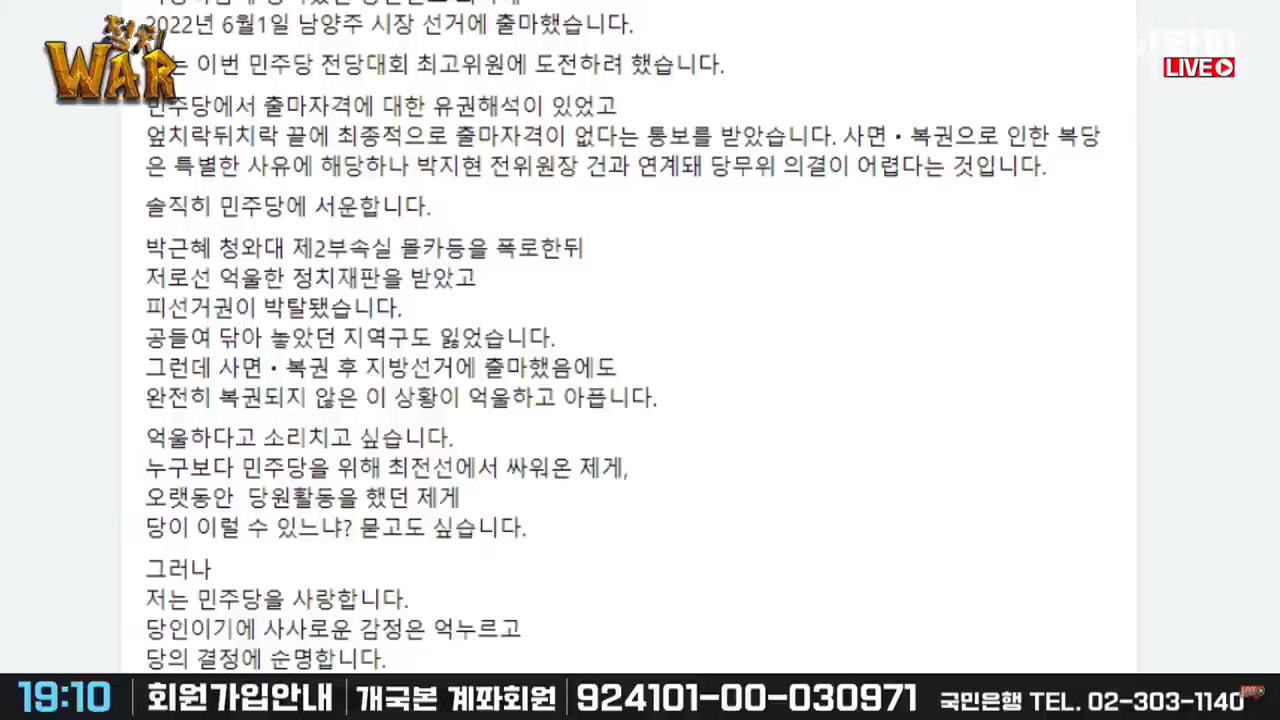 2022년 6월1일 남양주 시장 선거에 출마했습니다.
는 이번 민주당 전당대회 최고위원에 도전하려 했습니다.
민주당에서 출마자격에 대한 유권해석이 있었고
엎치락뒤치락 끝에 최종적으로 출마자격이 없다는 통보를 받았습니다. 사면・복권으로 인한 복당
은 특별한 사유에 해당하나 박지현 전위원장 건과 연계돼 당무위 의결이 어렵다는 것입니다.
솔직히 민주당에 서운합니다.
박근혜 청와대 제2부속실 몰카등을 폭로한뒤
저로선 억울한 정치재판을 받았고
피선거권이 박탈됐습니다.
공들여 닦아 놓았던 지역구도 잃었습니다.
그런데 사면・복권 후 지방선거에 출마했음에도
완전히 복권되지 않은 이 상황이 억울하고 아픕니다.
억울하다고 소리치고 싶습니다.
누구보다 민주당을 위해 최전선에서 싸워온 제게,
오랫동안 당원활동을 했던 제게
당이 이럴 수 있느냐? 묻고도 싶습니다.
그러나
저는 민주당을 사랑합니다.
당인이기에 사사로운 감정은 억누르고
당의 결정에 순명합니다.
WAR
LIVE
19:10 회원가입안내 개국본 계좌회원 924101-00-030971 국민은행 TEL. 02-303-1140